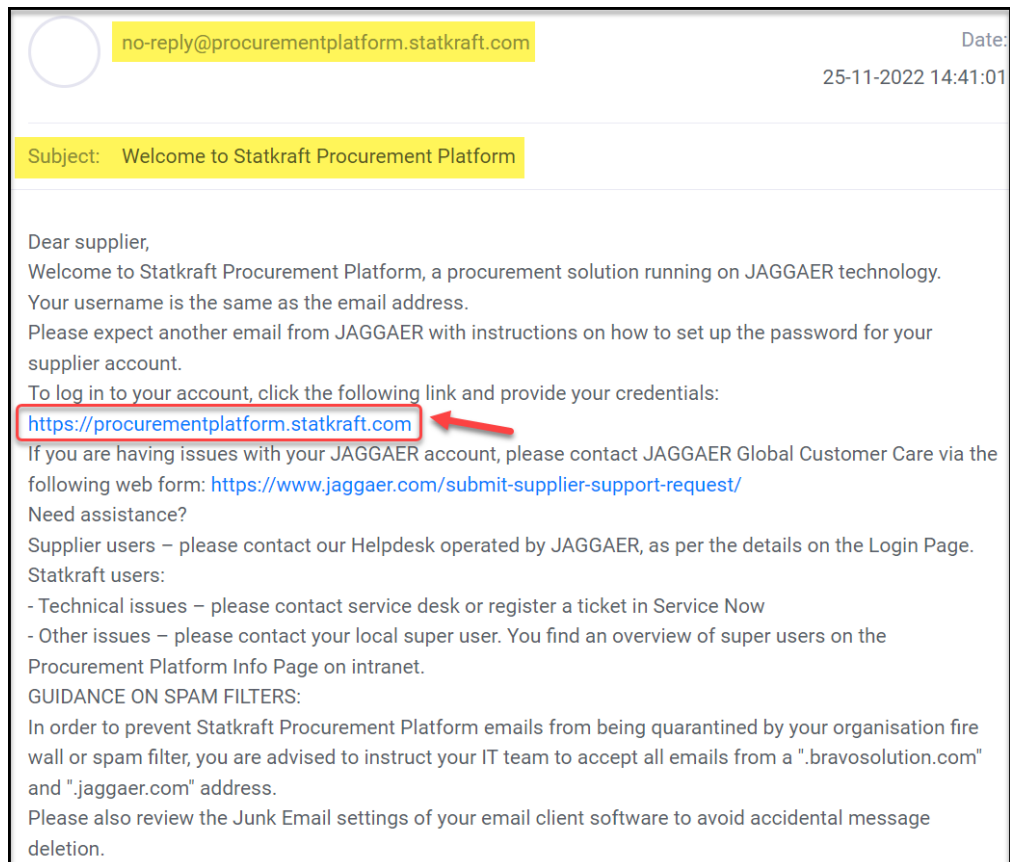 no-reply@procurementplatform.statkraft.com
Date:
25-11-2022 14:41:01
Subject: Welcome to Statkraft Procurement Platform
Dear supplier,
Welcome to Statkraft Procurement Platform, a procurement solution running on JAGGAER technology.
Your username is the same as the email address.
Please expect another email from JAGGAER with instructions on how to set up the password for your
supplier account.
To log in to your account, click the following link and provide your credentials:
https://procurementplatform.statkraft.com
If you are having issues with your JAGGAER account, please contact JAGGAER Global Customer Care via the
following web form: https://www.jaggaer.com/submit-supplier-support-request/
Need assistance?
Supplier users – please contact our Helpdesk operated by JAGGAER, as per the details on the Login Page.
Statkraft users:
- Technical issues – please contact service desk or register a ticket in Service Now
- Other issues – please contact your local super user. You find an overview of super users on the
Procurement Platform Info Page on intranet.
GUIDANCE ON SPAM FILTERS:
In order to prevent Statkraft Procurement Platform emails from being quarantined by your organisation fire
wall or spam filter, you are advised to instruct your IT team to accept all emails from a ".bravosolution.com"
and ".jaggaer.com" address.
Please also review the Junk Email settings of your email client software to avoid accidental message
deletion.